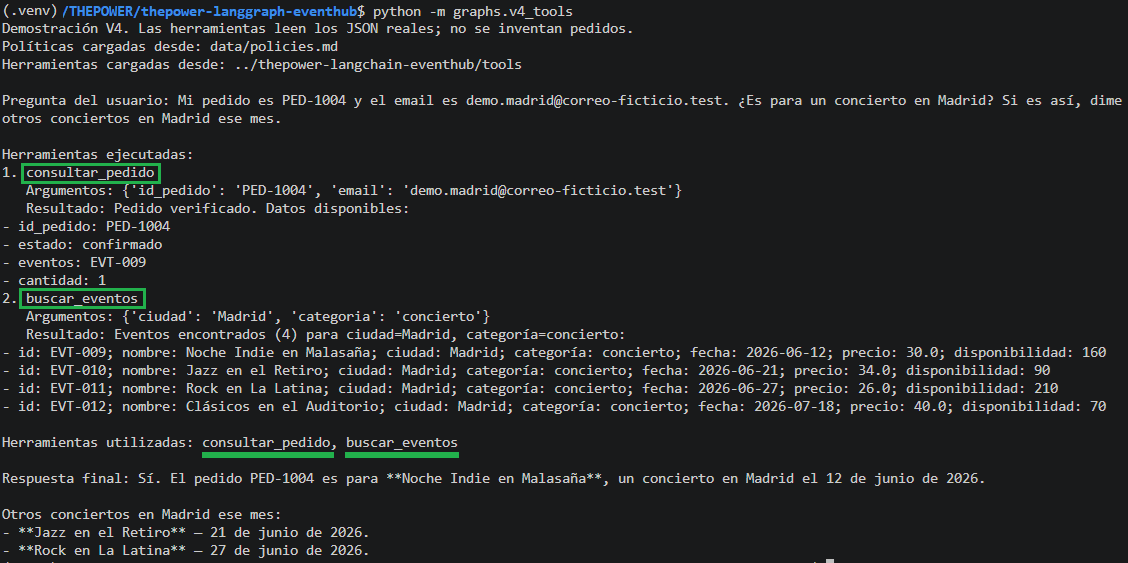 (.venv) /THEPOWER/thepower-langgraph-eventhub$ python -m graphs.v4_tools
Demostración V4. Las herramientas leen los JSON reales; no se inventan pedidos.
Políticas cargadas desde: data/policies.md
Herramientas cargadas desde: ../thepower-langchain-eventhub/tools

Pregunta del usuario: Mi pedido es PED-1004 y el email es demo.madrid@correo-ficticio.test. ¿Es para un concierto en Madrid? Si es así, dime
otros conciertos en Madrid ese mes.

Herramientas ejecutadas:
1. consultar_pedido
   Argumentos: {'id_pedido': 'PED-1004', 'email': 'demo.madrid@correo-ficticio.test'}
   Resultado: Pedido verificado. Datos disponibles:
- id_pedido: PED-1004
- estado: confirmado
- eventos: EVT-009
- cantidad: 1
2. buscar_eventos
   Argumentos: {'ciudad': 'Madrid', 'categoria': 'concierto'}
   Resultado: Eventos encontrados (4) para ciudad=Madrid, categoría=concierto:
- id: EVT-009; nombre: Noche Indie en Malasaña; ciudad: Madrid; categoría: concierto; fecha: 2026-06-12; precio: 30.0; disponibilidad: 160
- id: EVT-010; nombre: Jazz en el Retiro; ciudad: Madrid; categoría: concierto; fecha: 2026-06-21; precio: 34.0; disponibilidad: 90
- id: EVT-011; nombre: Rock en La Latina; ciudad: Madrid; categoría: concierto; fecha: 2026-06-27; precio: 26.0; disponibilidad: 210
- id: EVT-012; nombre: Clásicos en el Auditorio; ciudad: Madrid; categoría: concierto; fecha: 2026-07-18; precio: 40.0; disponibilidad: 70

Herramientas utilizadas: consultar_pedido, buscar_eventos

Respuesta final: Sí. El pedido PED-1004 es para **Noche Indie en Malasaña**, un concierto en Madrid el 12 de junio de 2026.

Otros conciertos en Madrid ese mes:
- **Jazz en el Retiro** — 21 de junio de 2026.
- **Rock en La Latina** — 27 de junio de 2026.